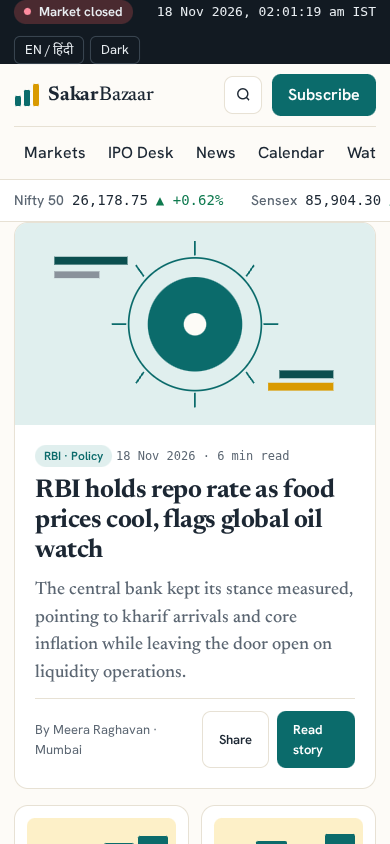 Market closed
18 Nov 2026, 02:01:19 am IST
EN / हिंदी
Dark
SakarBazaar
Subscribe
Markets IPO Desk News Calendar Wat
Nifty 50 26,178.75 ▲ +0.62% Sensex 85,904.30
RBI · Policy 18 Nov 2026 · 6 min read
RBI holds repo rate as food
prices cool, flags global oil
watch
The central bank kept its stance measured,
pointing to kharif arrivals and core
inflation while leaving the door open on
liquidity operations.
By Meera Raghavan ·
Mumbai
Share
Read
story